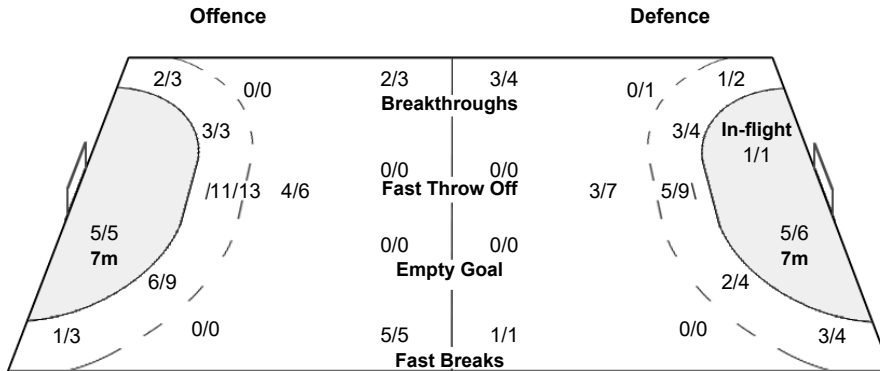 Offence Defence
2/3 0/0 2/3 3/4 0/1 1/2
Breakthroughs
3/3 3/4 In-flight
1/1
0/0 0/0
11/13 4/6 Fast Throw Off 3/7 5/9
5/5 0/0 0/0 5/6
7m Empty Goal 7m
6/9 2/4
1/3 0/0 5/5 1/1 0/0 3/4
Fast Breaks